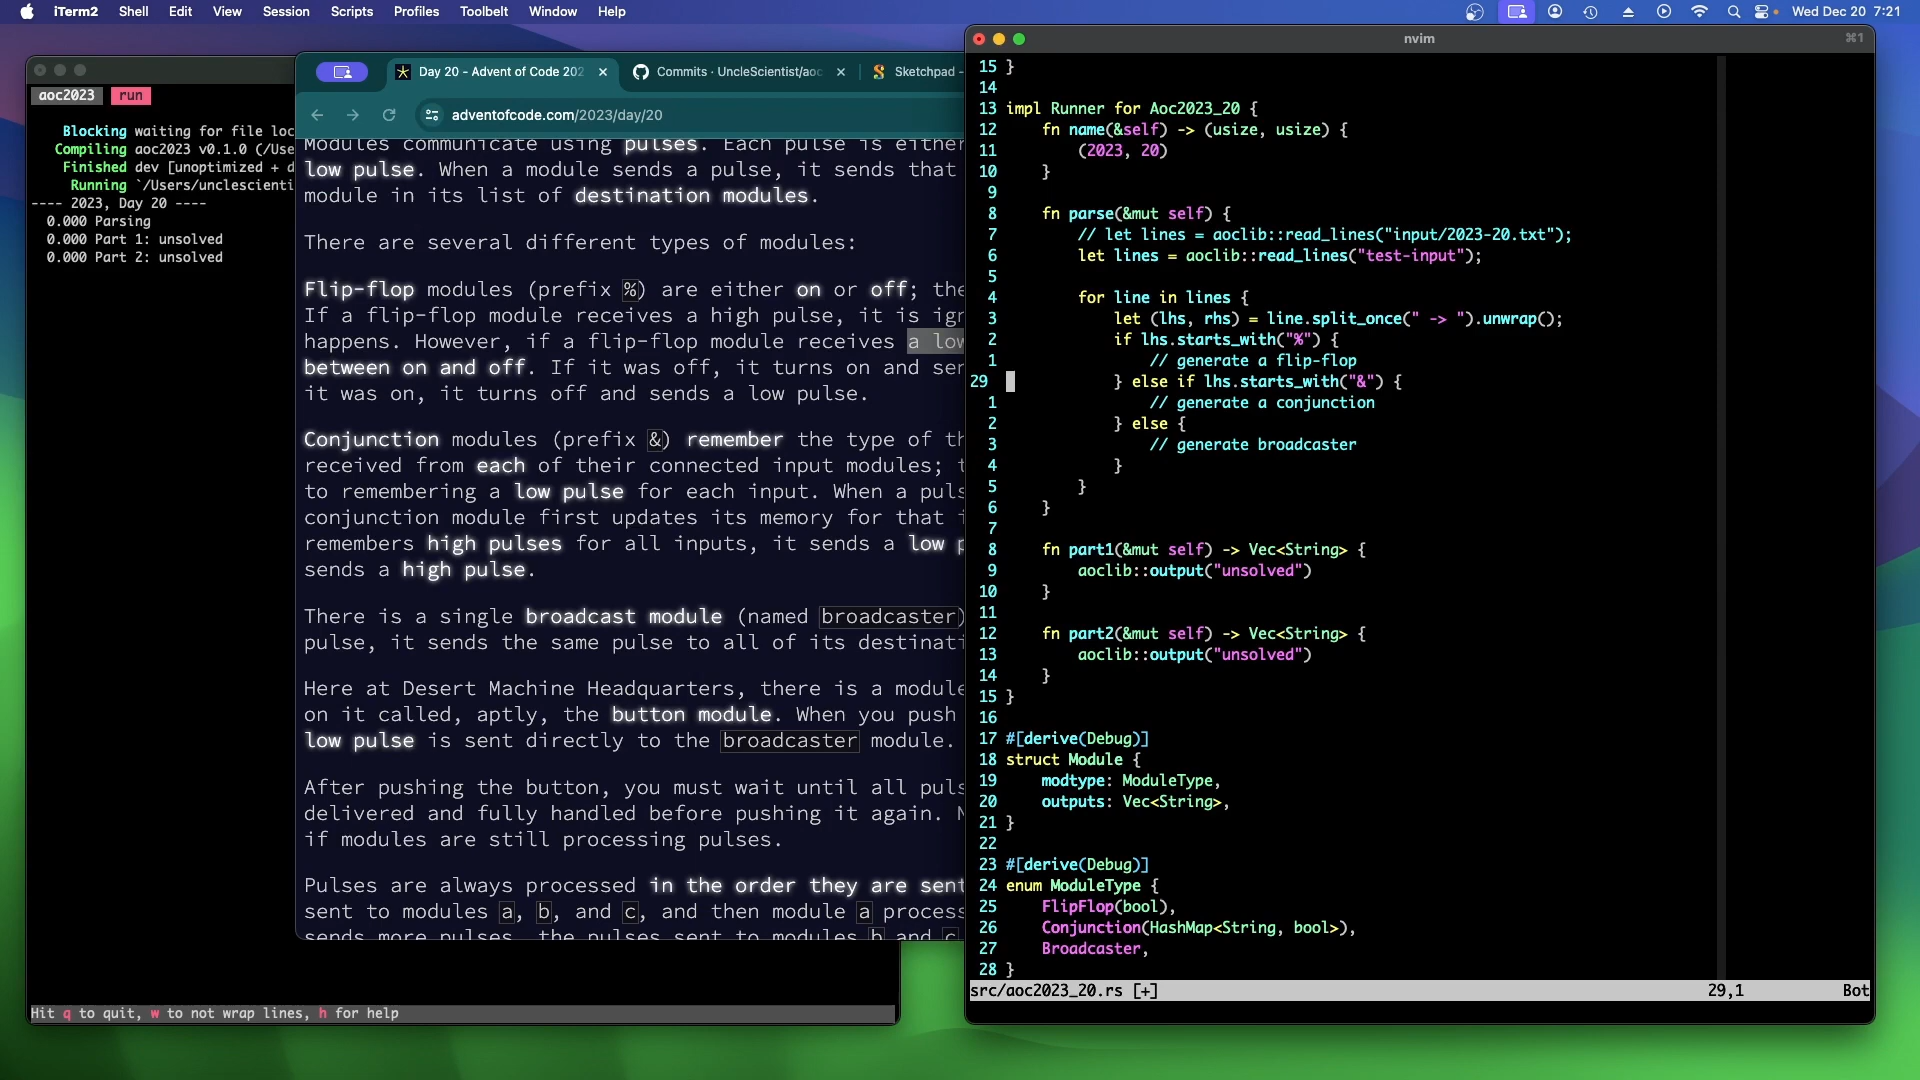 iTerm2 Shell Edit View Session Scripts Profiles Toolbelt Window Help Wed Dec 20 7:21
aoc2023 run
Blocking waiting for file loc
Compiling aoc2023 v0.1.0 (/Use
Finished dev [unoptimized + d
Running `/Users/unclescienti
---- 2023, Day 20 ----
0.000 Parsing
0.000 Part 1: unsolved
0.000 Part 2: unsolved
Hit q to quit, w to not wrap lines, h for help
Day 20 - Advent of Code 202 Commits · UncleScientist/aoc Sketchpad -
adventofcode.com/2023/day/20
Modules communicate using pulses. Each pulse is either
low pulse. When a module sends a pulse, it sends that
module in its list of destination modules.
There are several different types of modules:
Flip-flop modules (prefix %) are either on or off; the
If a flip-flop module receives a high pulse, it is ign
happens. However, if a flip-flop module receives a low
between on and off. If it was off, it turns on and sen
it was on, it turns off and sends a low pulse.
Conjunction modules (prefix &) remember the type of th
received from each of their connected input modules; t
to remembering a low pulse for each input. When a puls
conjunction module first updates its memory for that i
remembers high pulses for all inputs, it sends a low p
sends a high pulse.
There is a single broadcast module (named broadcaster)
pulse, it sends the same pulse to all of its destinati
Here at Desert Machine Headquarters, there is a module
on it called, aptly, the button module. When you push
low pulse is sent directly to the broadcaster module.
After pushing the button, you must wait until all puls
delivered and fully handled before pushing it again. N
if modules are still processing pulses.
Pulses are always processed in the order they are sent
sent to modules a, b, and c, and then module a process
sends more pulses, the pulses sent to modules b and c
nvim ⌘1
15 }
14
13 impl Runner for Aoc2023_20 {
12 fn name(&self) -> (usize, usize) {
11 (2023, 20)
10 }
9
8 fn parse(&mut self) {
7 // let lines = aoclib::read_lines("input/2023-20.txt");
6 let lines = aoclib::read_lines("test-input");
5
4 for line in lines {
3 let (lhs, rhs) = line.split_once(" -> ").unwrap();
2 if lhs.starts_with("%") {
1 // generate a flip-flop
29 } else if lhs.starts_with("&") {
1 // generate a conjunction
2 } else {
3 // generate broadcaster
4 }
5 }
6 }
7
8 fn part1(&mut self) -> Vec<String> {
9 aoclib::output("unsolved")
10 }
11
12 fn part2(&mut self) -> Vec<String> {
13 aoclib::output("unsolved")
14 }
15 }
16
17 #[derive(Debug)]
18 struct Module {
19 modtype: ModuleType,
20 outputs: Vec<String>,
21 }
22
23 #[derive(Debug)]
24 enum ModuleType {
25 FlipFlop(bool),
26 Conjunction(HashMap<String, bool>),
27 Broadcaster,
28 }
src/aoc2023_20.rs [+] 29,1 Bot